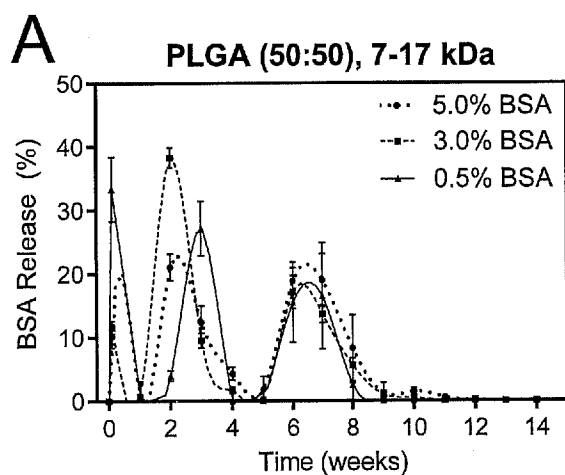 A
PLGA (50:50), 7-17 kDa
50
40
30
20
10
0
BSA Release (%)
5.0% BSA
3.0% BSA
0.5% BSA
0 2 4 6 8 10 12 14
Time (weeks)